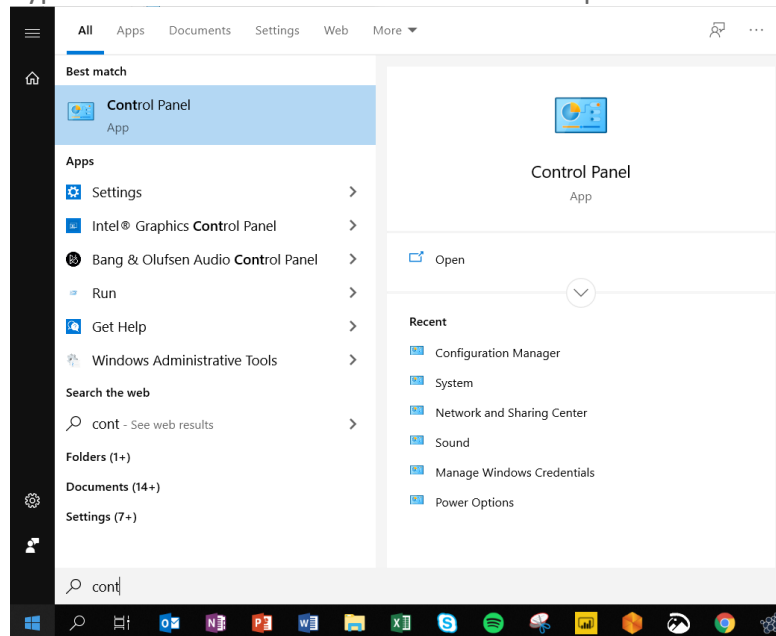 All Apps Documents Settings Web More
Best match
Control Panel
App
Apps
Settings
Intel® Graphics Control Panel
Bang & Olufsen Audio Control Panel
Run
Get Help
Windows Administrative Tools
Search the web
cont - See web results
Folders (1+)
Documents (14+)
Settings (7+)
cont
Control Panel
App
Open
Recent
Configuration Manager
System
Network and Sharing Center
Sound
Manage Windows Credentials
Power Options